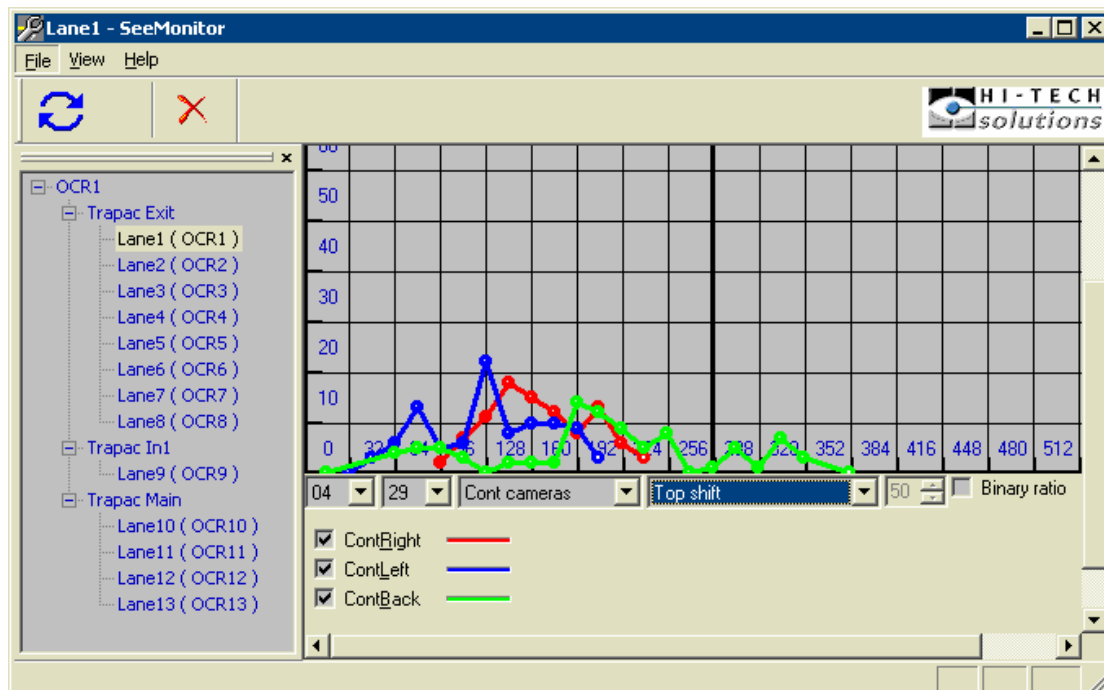 Lane1 - SeeMonitor
File View Help
HI-TECH
solutions
OCR1
Trapac Exit
Lane1 ( OCR1 )
Lane2 ( OCR2 )
Lane3 ( OCR3 )
Lane4 ( OCR4 )
Lane5 ( OCR5 )
Lane6 ( OCR6 )
Lane7 ( OCR7 )
Lane8 ( OCR8 )
Trapac In1
Lane9 ( OCR9 )
Trapac Main
Lane10 ( OCR10 )
Lane11 ( OCR11 )
Lane12 ( OCR12 )
Lane13 ( OCR13 )
50
40
30
20
10
0 32 128 160 256 352 384 416 448 480 512
04 29 Cont cameras Top shift 50 Binary ratio
ContRight
ContLeft
ContBack